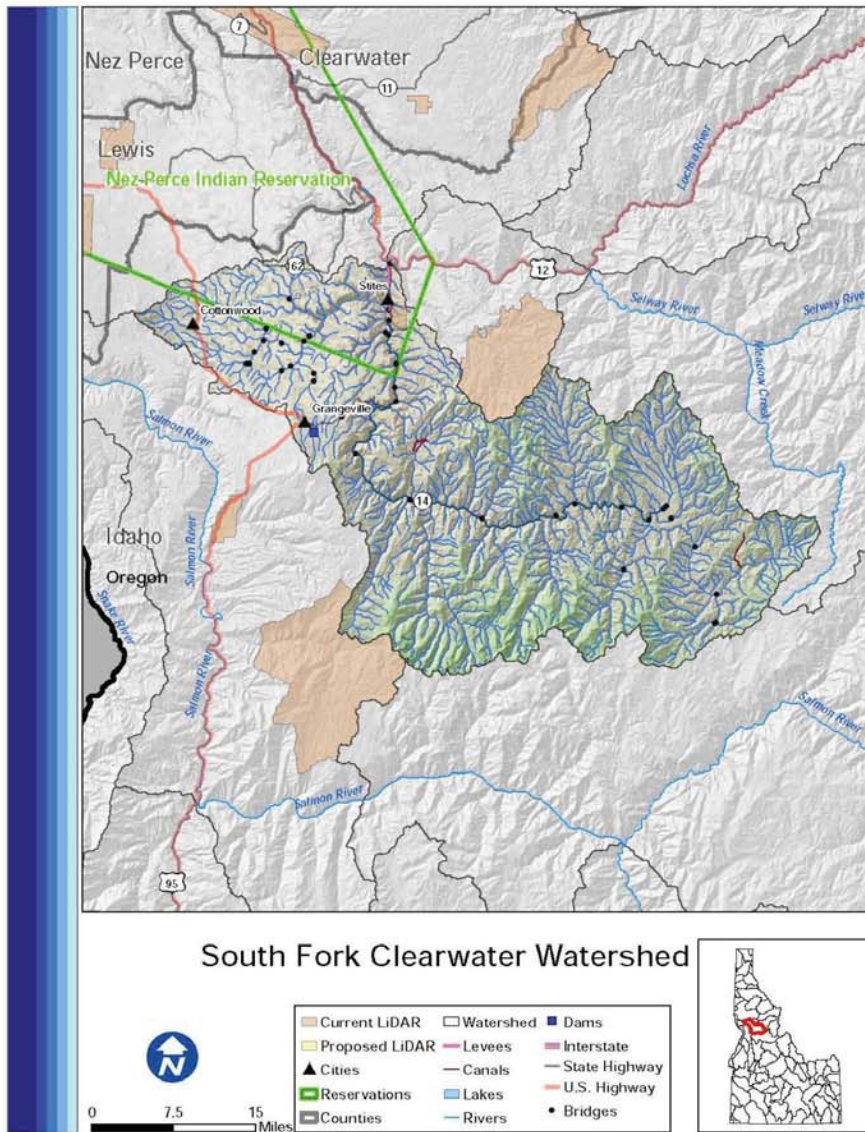 7
Nez Perce
Clearwater
11
Lewis
Lochsa River
Nez Perce Indian Reservation
62
12
Stites
Selway River
Selway River
Cottonwood
Meadow Creek
Salmon River
Grangeville
14
Salmon River
Idaho
Oregon
Snake River
Salmon River
Salmon River
Salmon River
95
South Fork Clearwater Watershed
Current LiDAR
Watershed
Dams
Proposed LiDAR
Levees
Interstate
Cities
Canals
State Highway
Reservations
Lakes
U.S. Highway
Counties
Rivers
Bridges
N
0 7.5 15
Miles